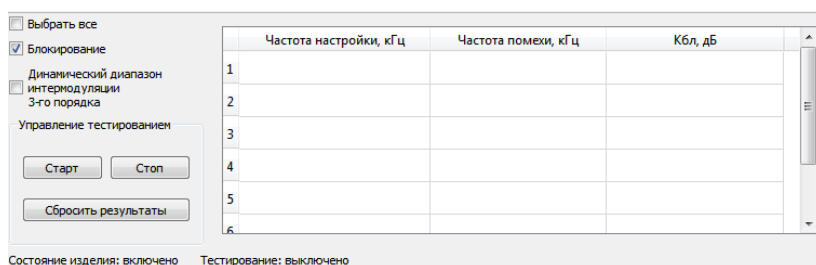 Выбрать все
Блокирование
Динамический диапазон
интермодуляции
3-го порядка
Управление тестированием
Старт Стоп
Сбросить результаты
Частота настройки, кГц Частота помехи, кГц Кбл, дБ
1
2
3
4
5
6
Состояние изделия: включено Тестирование: выключено